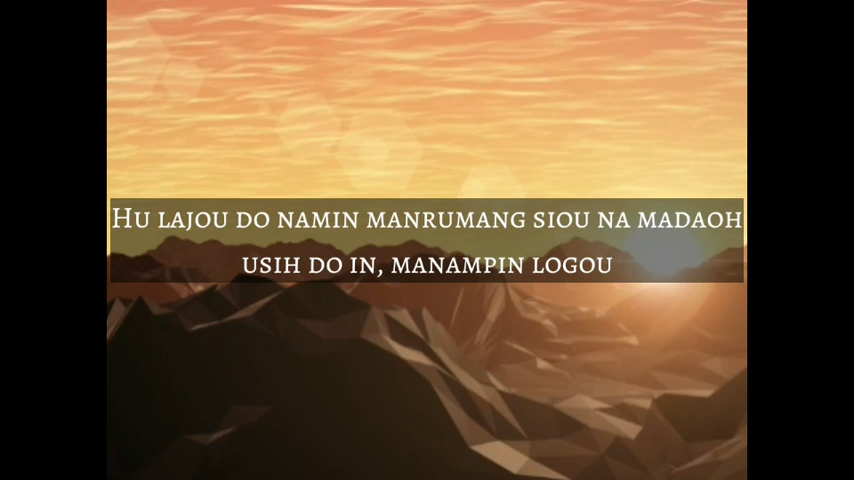 Hu lajou do namin manrumang siou na madaoh
usih do in, manampin logou